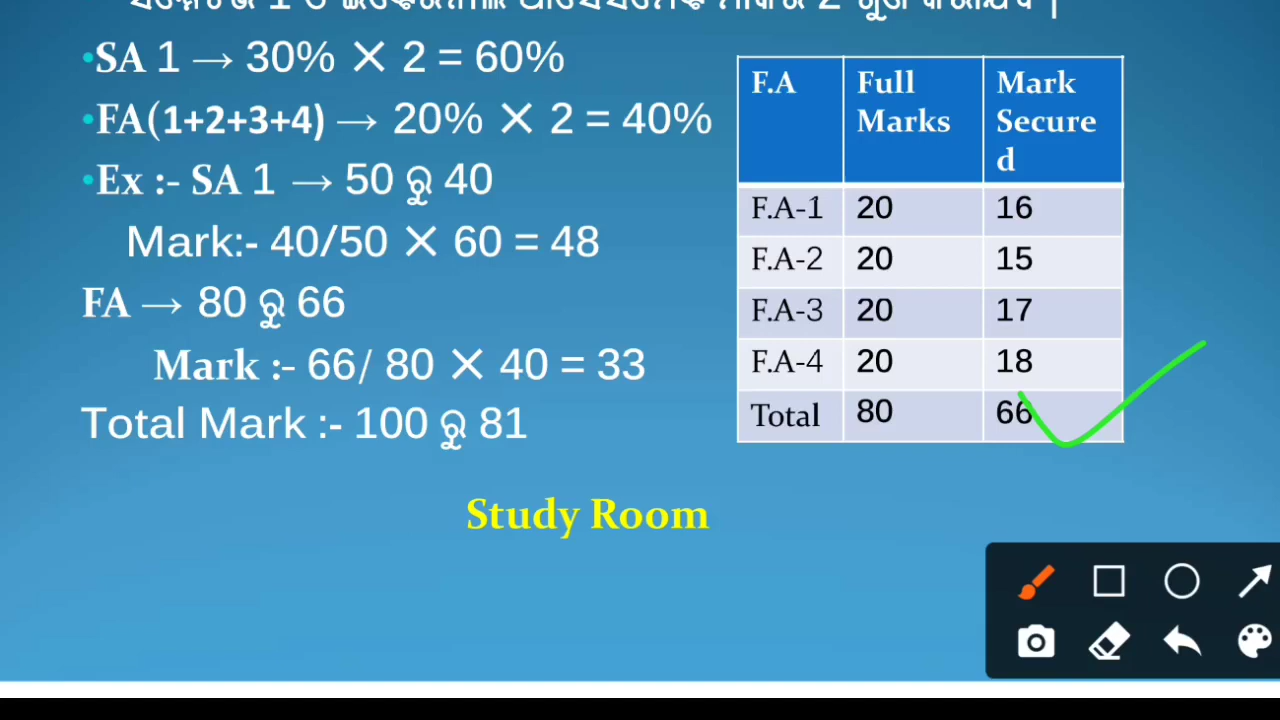 •SA 1 → 30% × 2 = 60%
•FA(1+2+3+4) → 20% × 2 = 40%
•Ex :- SA 1 → 50 ରୁ 40
Mark:- 40/50 × 60 = 48
FA → 80 ରୁ 66
Mark :- 66/ 80 × 40 = 33
Total Mark :- 100 ରୁ 81
F.A Full Marks Mark Secured
F.A-1 20 16
F.A-2 20 15
F.A-3 20 17
F.A-4 20 18
Total 80 66
Study Room